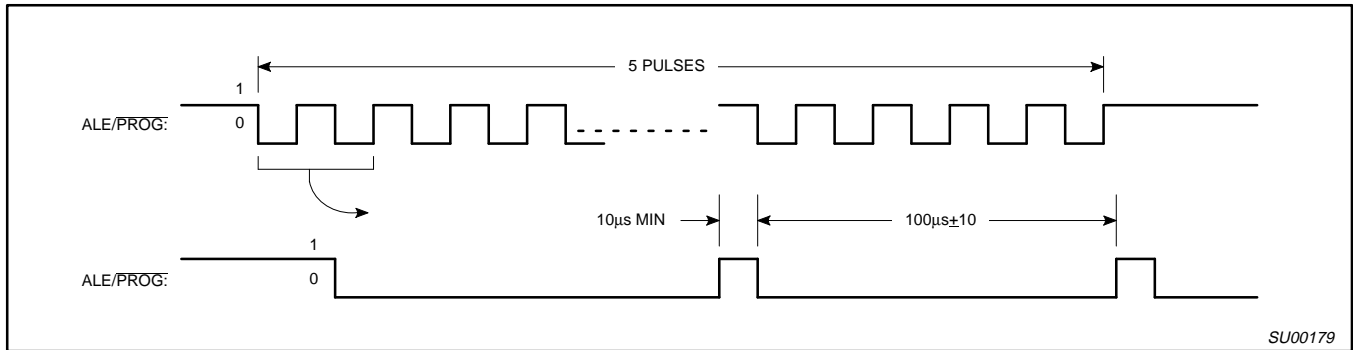 5 PULSES
1
ALE/PROG:
0
10μs MIN
100μs±10
1
ALE/PROG:
0
SU00179